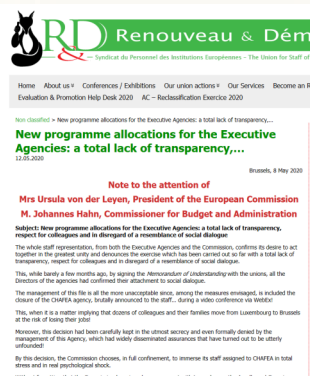 R&D
Renouveau & Dém
Syndicat du Personnel des Institutions Européennes - The Union for Staff of
Home About us Conferences / Exhibitions Our union actions Our Services Become an R
Evaluation & Promotion Help Desk 2020 AC – Reclassification Exercice 2020
Non classifié > New programme allocations for the Executive Agencies: a total lack of transparency,…
New programme allocations for the Executive
Agencies: a total lack of transparency,…
12.05.2020
Brussels, 8 May 2020
Note to the attention of
Mrs Ursula von der Leyen, President of the European Commission
M. Johannes Hahn, Commissioner for Budget and Administration
Subject: New programme allocations for the Executive Agencies: a total lack of transparency,
respect for colleagues and in disregard of a resemblance of social dialogue
The whole staff representation, from both the Executive Agencies and the Commission, confirms its desire to act
together in the greatest unity and denounces the exercise which has been carried out so far with a total lack of
transparency, respect for colleagues and in disregard of a resemblance of social dialogue.
This, while barely a few months ago, by signing the Memorandum of Understanding with the unions, all the
Directors of the agencies had confirmed their attachment to social dialogue.
The management of this file is all the more unacceptable since, among the measures envisaged, is included the
closure of the CHAFEA agency, brutally announced to the staff... during a video conference via WebEx!
This, when it is a matter implying that dozens of colleagues and their families move from Luxembourg to Brussels
at the risk of losing their jobs!
Moreover, this decision had been carefully kept in the utmost secrecy and even formally denied by the
management of this Agency, which had widely disseminated assurances that have turned out to be utterly
unfounded!
By this decision, the Commission chooses, in full confinement, to immerse its staff assigned to CHAFEA in total
stress and in real psychological shock.